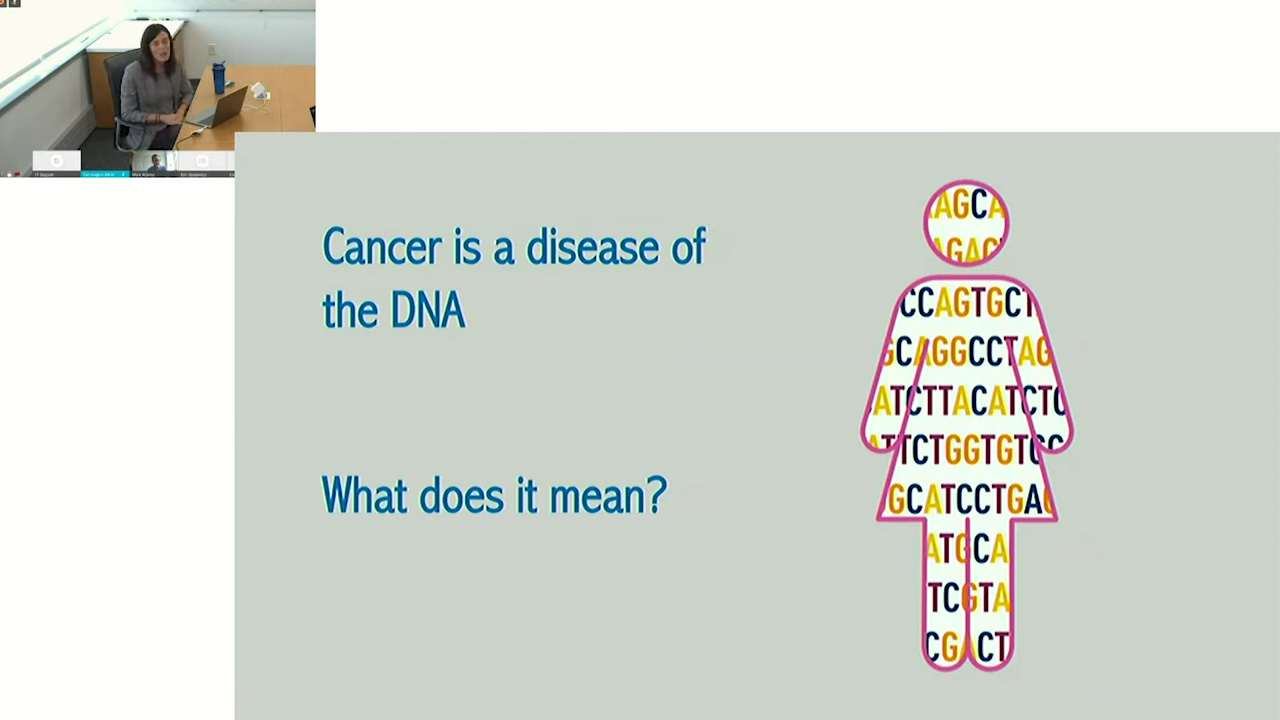 Cancer is a disease of
the DNA
What does it mean?
AGCA
AGAC
CCAGTGCT
GCAGGCCTAG
ATCTTACATCTC
ATTCTGGTGTCC
GCATCCTGAG
ATGCA
TCGTA
CGACT